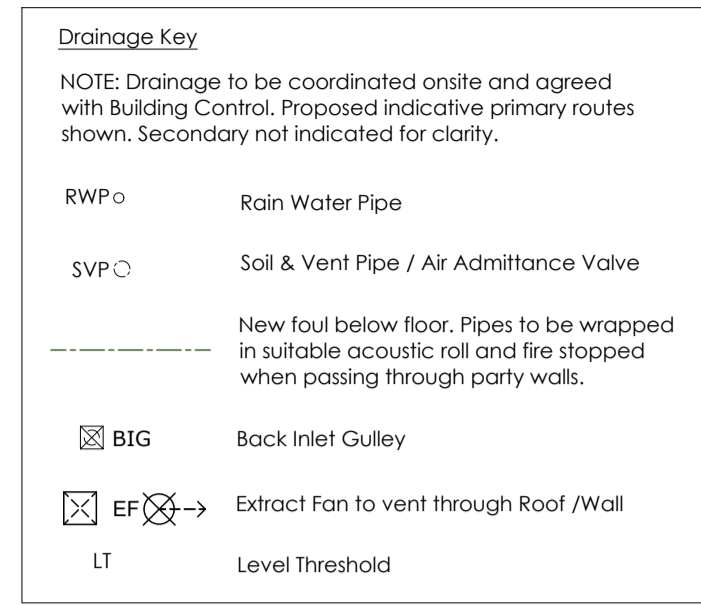 Drainage Key
NOTE: Drainage to be coordinated onsite and agreed
with Building Control. Proposed indicative primary routes
shown. Secondary not indicated for clarity.
RWP Rain Water Pipe
SVP Soil & Vent Pipe / Air Admittance Valve
New foul below floor. Pipes to be wrapped
in suitable acoustic roll and fire stopped
when passing through party walls.
BIG Back Inlet Gulley
EF Extract Fan to vent through Roof /Wall
LT Level Threshold